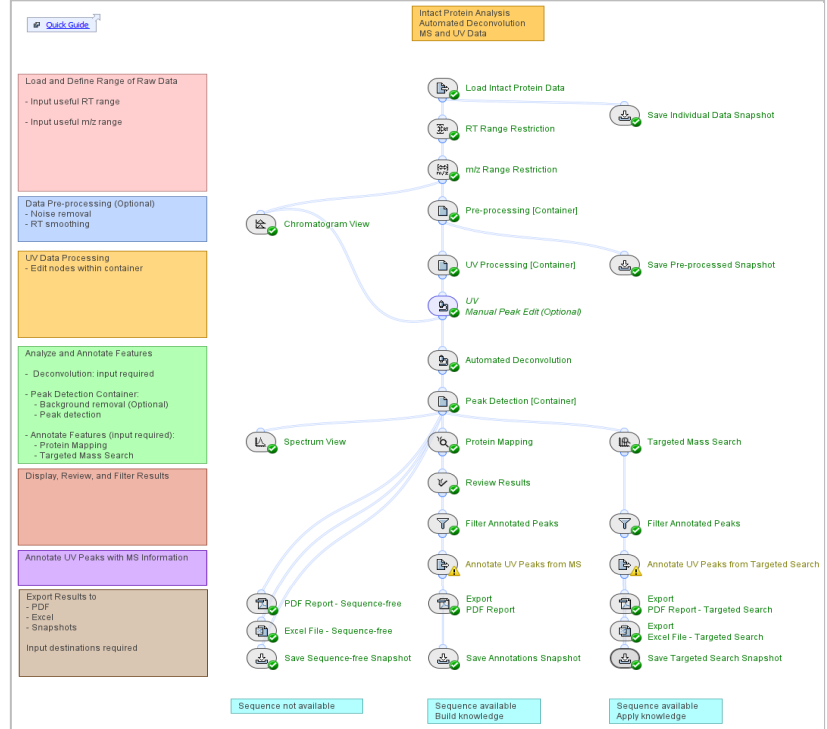 Quick Guide
Intact Protein Analysis
Automated Deconvolution
MS and UV Data
Load and Define Range of Raw Data
- Input useful RT range
- Input useful m/z range
Load Intact Protein Data
Save Individual Data Snapshot
RT Range Restriction
m/z Range Restriction
Data Pre-processing (Optional)
- Noise removal
- RT smoothing
Pre-processing [Container]
Chromatogram View
UV Data Processing
- Edit nodes within container
UV Processing [Container]
Save Pre-processed Snapshot
UV
Manual Peak Edit (Optional)
Analyze and Annotate Features
- Deconvolution: input required
- Peak Detection Container:
- Background removal (Optional)
- Peak detection
- Annotate Features (input required):
- Protein Mapping
- Targeted Mass Search
Automated Deconvolution
Peak Detection [Container]
Spectrum View
Protein Mapping
Targeted Mass Search
Display, Review, and Filter Results
Review Results
Filter Annotated Peaks
Filter Annotated Peaks
Annotate UV Peaks with MS Information
Annotate UV Peaks from MS
Annotate UV Peaks from Targeted Search
Export Results to
- PDF
- Excel
- Snapshots
Input destinations required
PDF Report - Sequence-free
Export
PDF Report
Export
PDF Report - Targeted Search
Excel File - Sequence-free
Export
Excel File - Targeted Search
Save Sequence-free Snapshot
Save Annotations Snapshot
Save Targeted Search Snapshot
Sequence not available
Sequence available
Build knowledge
Sequence available
Apply knowledge